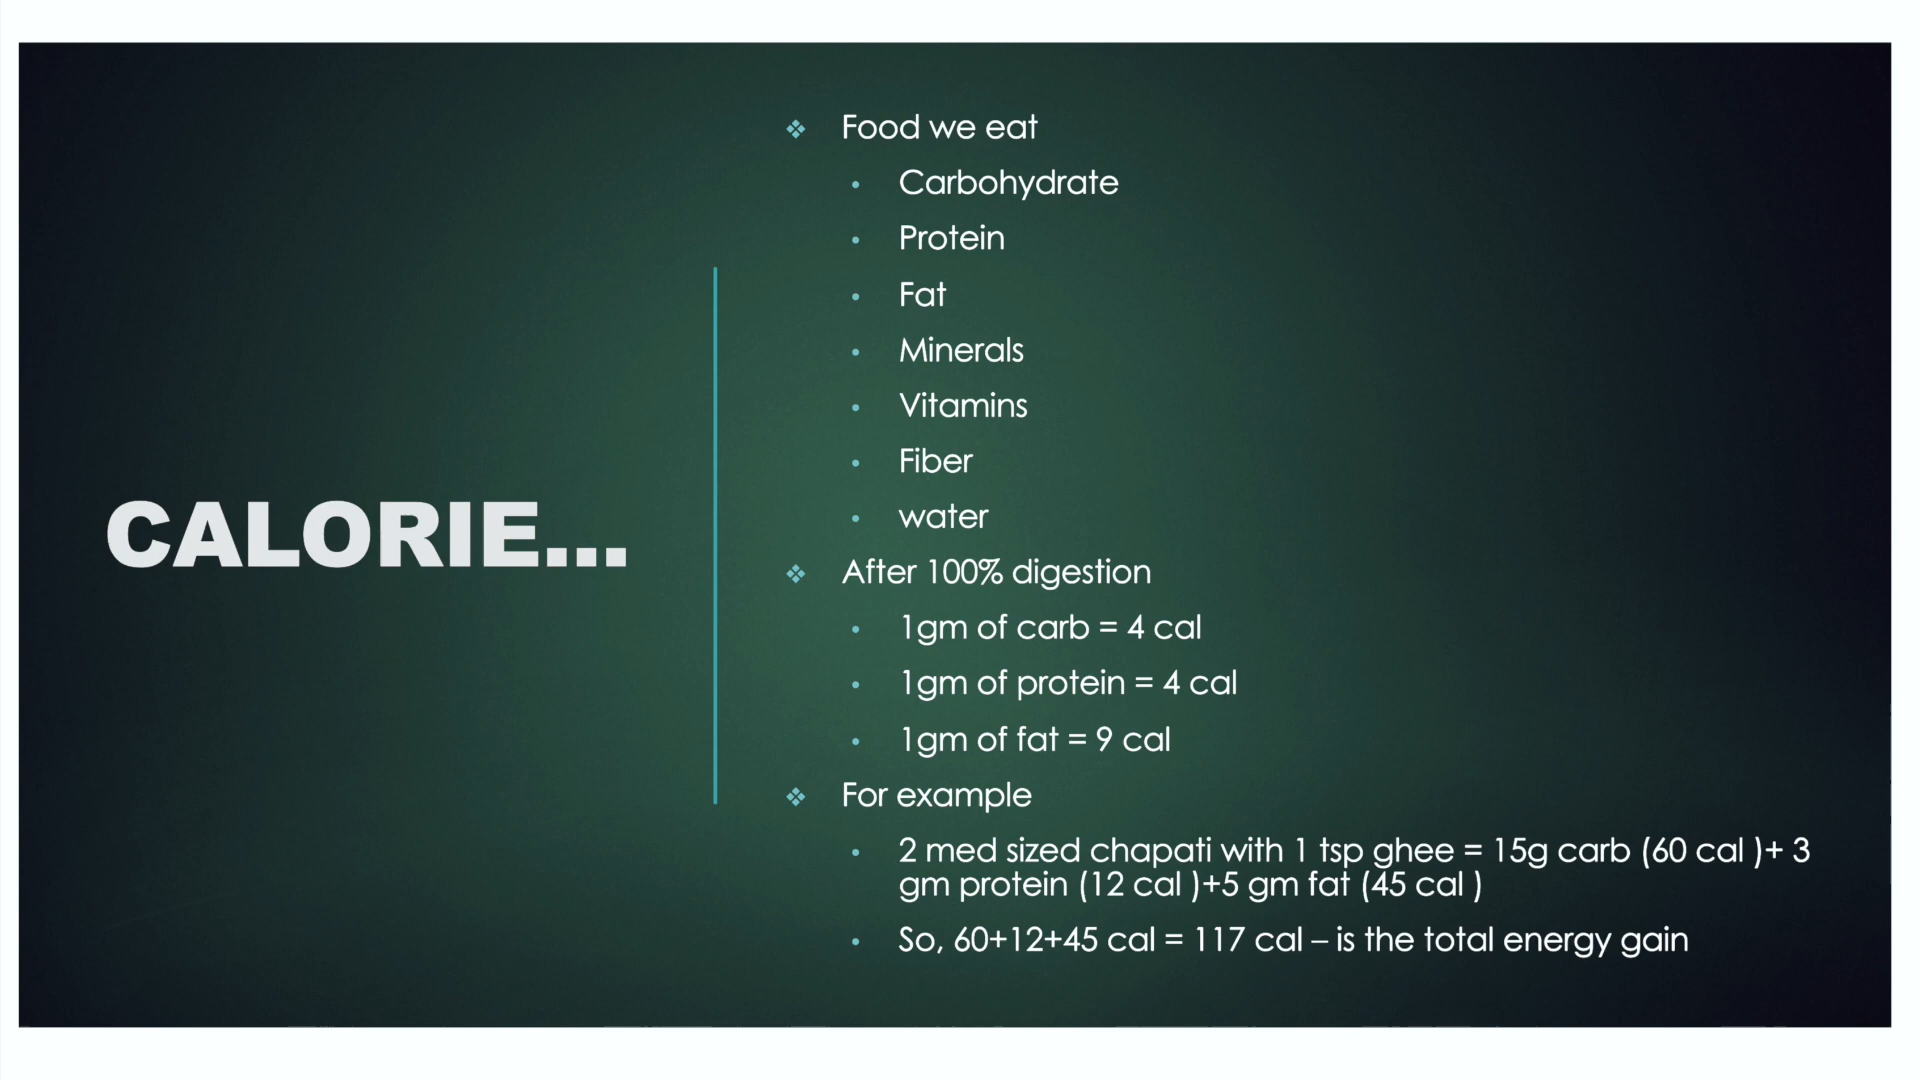 CALORIE...
Food we eat
Carbohydrate
Protein
Fat
Minerals
Vitamins
Fiber
water
After 100% digestion
1gm of carb = 4 cal
1gm of protein = 4 cal
1gm of fat = 9 cal
For example
2 med sized chapati with 1 tsp ghee = 15g carb (60 cal )+ 3
gm protein (12 cal )+5 gm fat (45 cal )
So, 60+12+45 cal = 117 cal – is the total energy gain